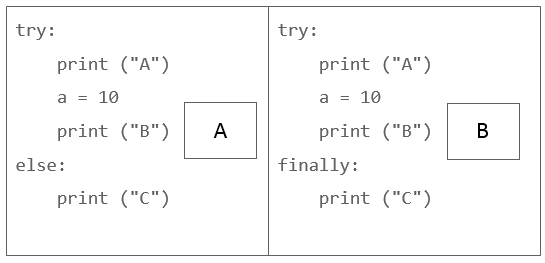 try:
    print ("A")
    a = 10
    print ("B")
else:
    print ("C")
A
try:
    print ("A")
    a = 10
    print ("B")
finally:
    print ("C")
B